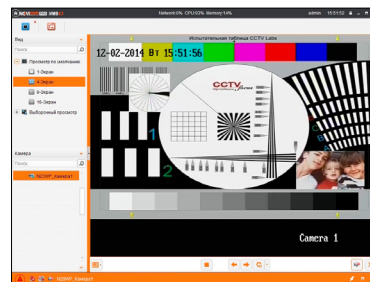 Network:0% CPU:53% Memory:14%
admin 15:51:52
Вид
Поиск
Просмотр по умолчанию
1-Экран
4-Экран
9-Экран
16-Экран
Выборочный просмотр
Камера
Поиск
N23WP_Камера1
Испытательная таблица CCTV Labs
12-02-2014 Вт 15:51:56
CCTV
1
2
Camera 1